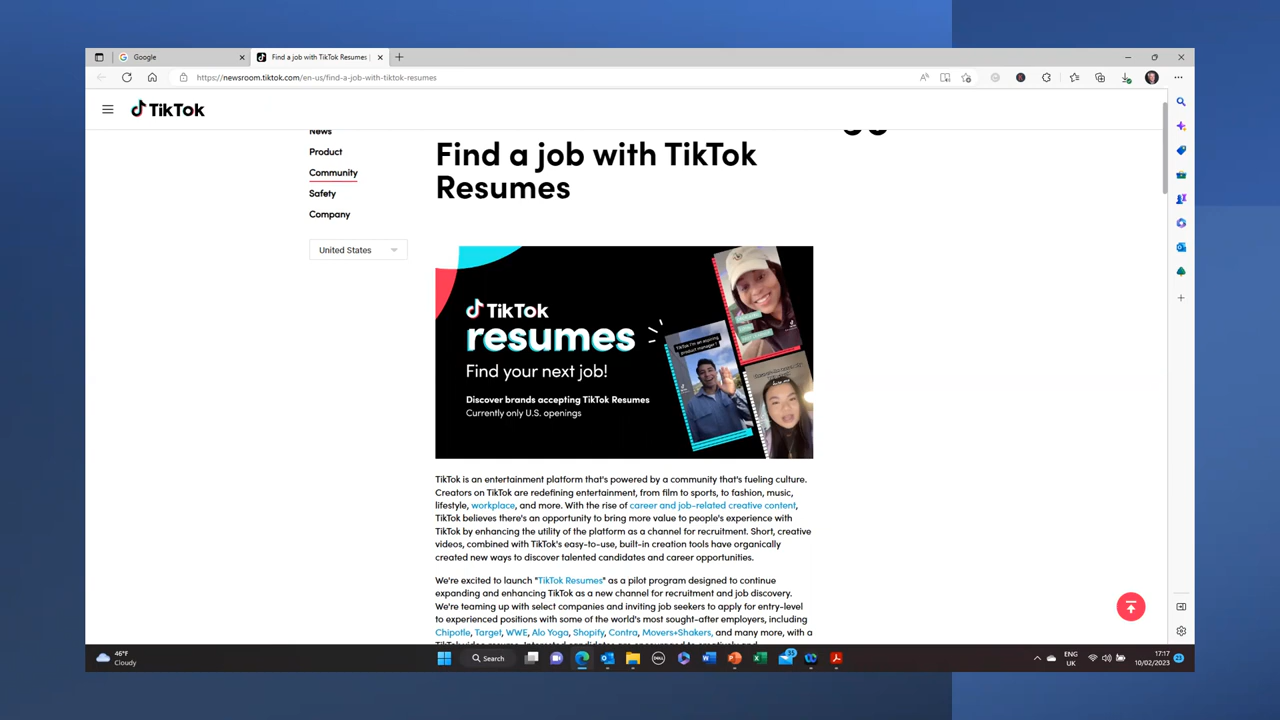 Google
Find a job with TikTok Resumes |
https://newsroom.tiktok.com/en-us/find-a-job-with-tiktok-resumes
TikTok
News
Product
Community
Safety
Company
United States
Find a job with TikTok
Resumes
TikTok
resumes
Find your next job!
Discover brands accepting TikTok Resumes
Currently only U.S. openings
TikTok I'm an aspiring
product manager!
TikTok is an entertainment platform that's powered by a community that's fueling culture.
Creators on TikTok are redefining entertainment, from film to sports, to fashion, music,
lifestyle, workplace, and more. With the rise of career and job-related creative content,
TikTok believes there's an opportunity to bring more value to people's experience with
TikTok by enhancing the utility of the platform as a channel for recruitment. Short, creative
videos, combined with TikTok's easy-to-use, built-in creation tools have organically
created new ways to discover talented candidates and career opportunities.
We're excited to launch "TikTok Resumes" as a pilot program designed to continue
expanding and enhancing TikTok as a new channel for recruitment and job discovery.
We're teaming up with select companies and inviting job seekers to apply for entry-level
to experienced positions with some of the world's most sought-after employers, including
Chipotle, Target, WWE, Alo Yoga, Shopify, Contra, Movers+Shakers, and many more, with a
46°F
Cloudy
Search
DELL
35
ENG
UK
17:17
10/02/2023